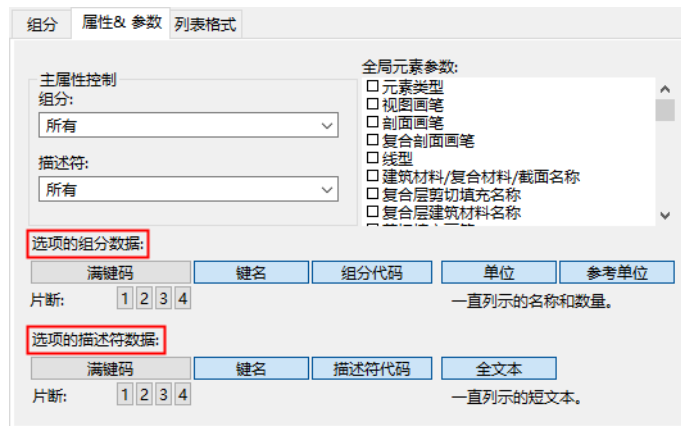 组分 属性& 参数 列表格式
全局元素参数:
主属性控制
组分:
所有
描述符:
所有
元素类型
视图画笔
剖面画笔
复合剖面画笔
线型
建筑材料/复合材料/截面名称
复合层剪切填充名称
复合层建筑材料名称
选项的组分数据:
满键码 键名 组分代码 单位 参考单位
片断: 1 2 3 4 一直列示的名称和数量。
选项的描述符数据:
满键码 键名 描述符代码 全文本
片断: 1 2 3 4 一直列示的短文本。